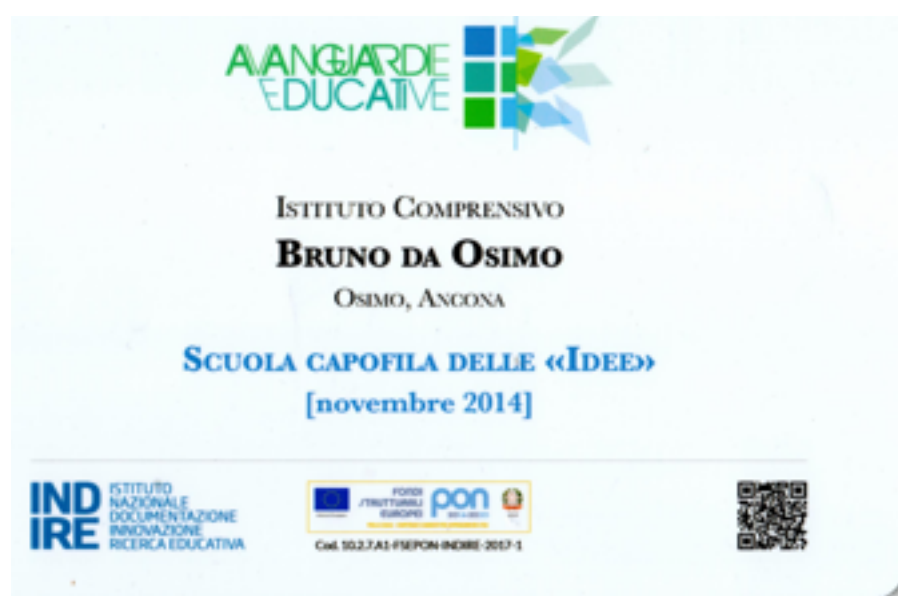 AVANGUARDIE
EDUCATIVE
ISTITUTO COMPRENSIVO
BRUNO DA OSIMO
OSIMO, ANCONA
SCUOLA CAPOFILA DELLE «IDEE»
[novembre 2014]
INDIRE
ISTITUTO
NAZIONALE
DOCUMENTAZIONE
INNOVAZIONE
RICERCA EDUCATIVA
FONDI
STRUTTURALI
EUROPEI
pon
Cod. 10.2.7.A1-FSEPON-INDIRE-2017-1